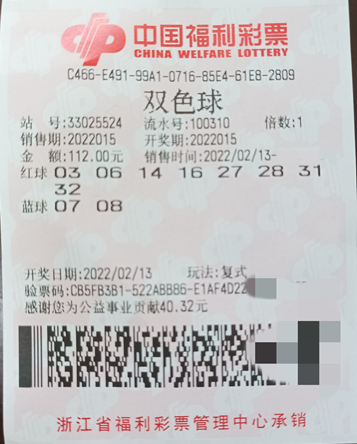 中国福利彩票
CHINA WELFARE LOTTERY
C466-E491-99A1-0716-85E4-61E8-2809
双色球
站 号:33025524 流水号:100310 倍数:1
销售期:2022015 开奖期:2022015
金 额:112.00元 销售时间:2022/02/13-
红球 03 06 14 16 27 28 31
32
蓝球 07 08
开奖日期:2022/02/13 玩法:复式
验票码:CB5FB3B1-522ABBB6-E1AF4D22
感谢您为公益事业贡献40.32元
浙江省福利彩票管理中心承销